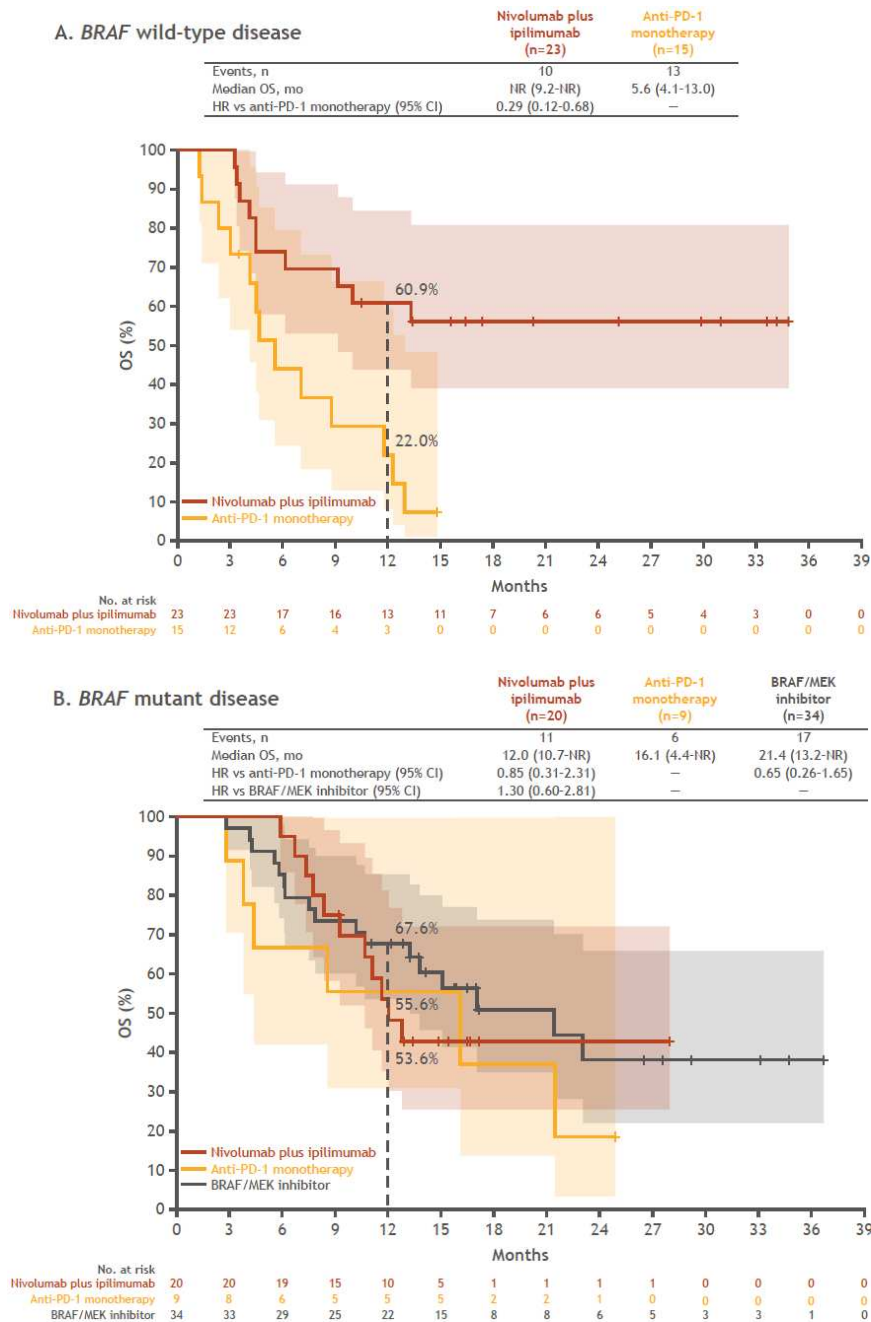 A. BRAF wild-type disease
Nivolumab plus ipilimumab (n=23) Anti-PD-1 monotherapy (n=15)
Events, n 10 13
Median OS, mo NR (9.2-NR) 5.6 (4.1-13.0)
HR vs anti-PD-1 monotherapy (95% CI) 0.29 (0.12-0.68) —
100
90
80
70
60
50
40
30
20
10
0
OS (%)
60.9%
22.0%
Nivolumab plus ipilimumab
Anti-PD-1 monotherapy
0 3 6 9 12 15 18 21 24 27 30 33 36 39
Months
No. at risk
Nivolumab plus ipilimumab 23 23 17 16 13 11 7 6 6 5 4 3 0 0
Anti-PD-1 monotherapy 15 12 6 4 3 0 0 0 0 0 0 0 0 0
B. BRAF mutant disease
Nivolumab plus ipilimumab (n=20) Anti-PD-1 monotherapy (n=9) BRAF/MEK inhibitor (n=34)
Events, n 11 6 17
Median OS, mo 12.0 (10.7-NR) 16.1 (4.4-NR) 21.4 (13.2-NR)
HR vs anti-PD-1 monotherapy (95% CI) 0.85 (0.31-2.31) — 0.65 (0.26-1.65)
HR vs BRAF/MEK inhibitor (95% CI) 1.30 (0.60-2.81) — —
100
90
80
70
60
50
40
30
20
10
0
OS (%)
67.6%
55.6%
53.6%
Nivolumab plus ipilimumab
Anti-PD-1 monotherapy
BRAF/MEK inhibitor
0 3 6 9 12 15 18 21 24 27 30 33 36 39
Months
No. at risk
Nivolumab plus ipilimumab 20 20 19 15 10 5 1 1 1 1 0 0 0 0
Anti-PD-1 monotherapy 9 8 6 5 5 5 2 2 1 0 0 0 0 0
BRAF/MEK inhibitor 34 33 29 25 22 15 8 8 6 5 3 3 1 0